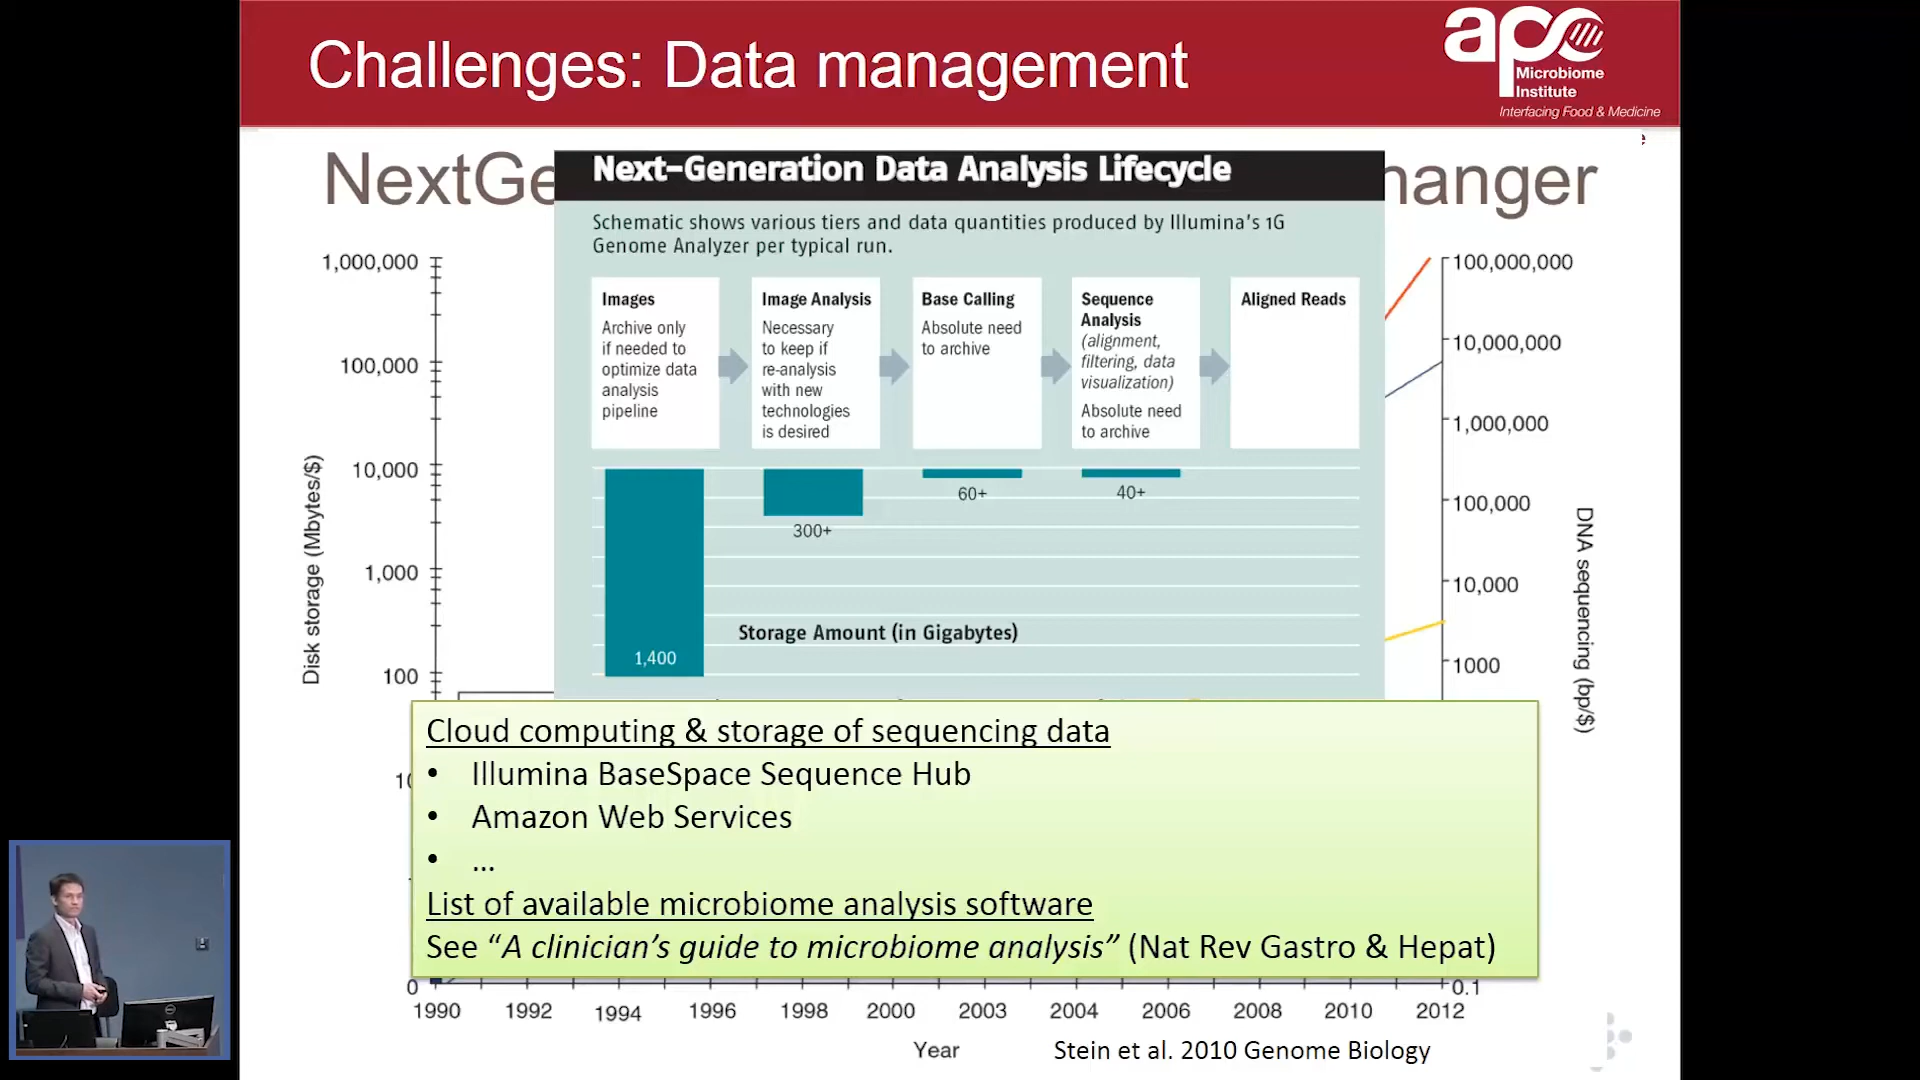 Challenges: Data management
apc
Microbiome
Institute
Interfacing Food & Medicine
NextGe
hanger
Next-Generation Data Analysis Lifecycle
Schematic shows various tiers and data quantities produced by Illumina's 1G
Genome Analyzer per typical run.
Images
Archive only
if needed to
optimize data
analysis
pipeline
Image Analysis
Necessary
to keep if
re-analysis
with new
technologies
is desired
Base Calling
Absolute need
to archive
Sequence
Analysis
(alignment,
filtering, data
visualization)
Absolute need
to archive
Aligned Reads
1,400
300+
60+
40+
Storage Amount (in Gigabytes)
Disk storage (Mbytes/$)
1,000,000
100,000
10,000
1,000
100
10
0
DNA sequencing (bp/$)
100,000,000
10,000,000
1,000,000
100,000
10,000
1000
0.1
Cloud computing & storage of sequencing data
• Illumina BaseSpace Sequence Hub
• Amazon Web Services
• ...
List of available microbiome analysis software
See “A clinician’s guide to microbiome analysis” (Nat Rev Gastro & Hepat)
1990 1992 1994 1996 1998 2000 2002 2004 2006 2008 2010 2012
Year
Stein et al. 2010 Genome Biology